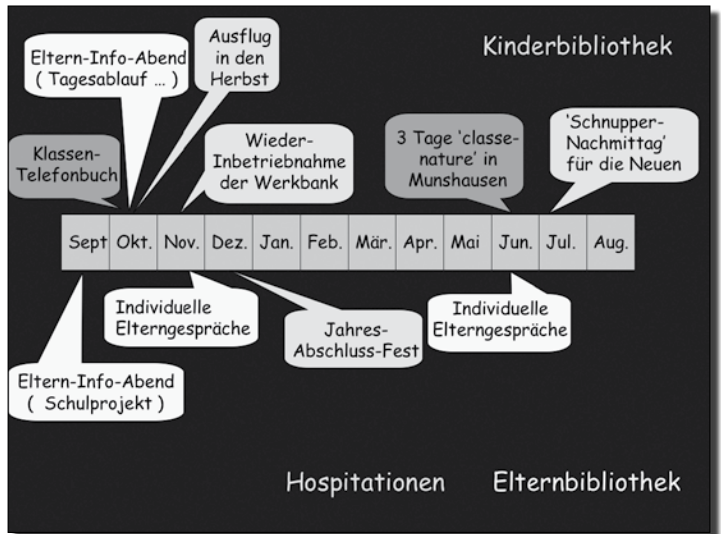 Eltern-Info-Abend
( Tagesablauf ... )
Ausflug
in den
Herbst
Kinderbibliothek
Klassen-
Telefonbuch
Wieder-
Inbetriebnahme
der Werkbank
3 Tage 'classe-
nature' in
Munshausen
'Schnupper-
Nachmittag'
für die Neuen
Sept Okt. Nov. Dez. Jan. Feb. Mär. Apr. Mai Jun. Jul. Aug.
Individuelle
Elterngespräche
Jahres-
Abschluss-Fest
Individuelle
Elterngespräche
Eltern-Info-Abend
( Schulprojekt )
Hospitationen
Elternbibliothek